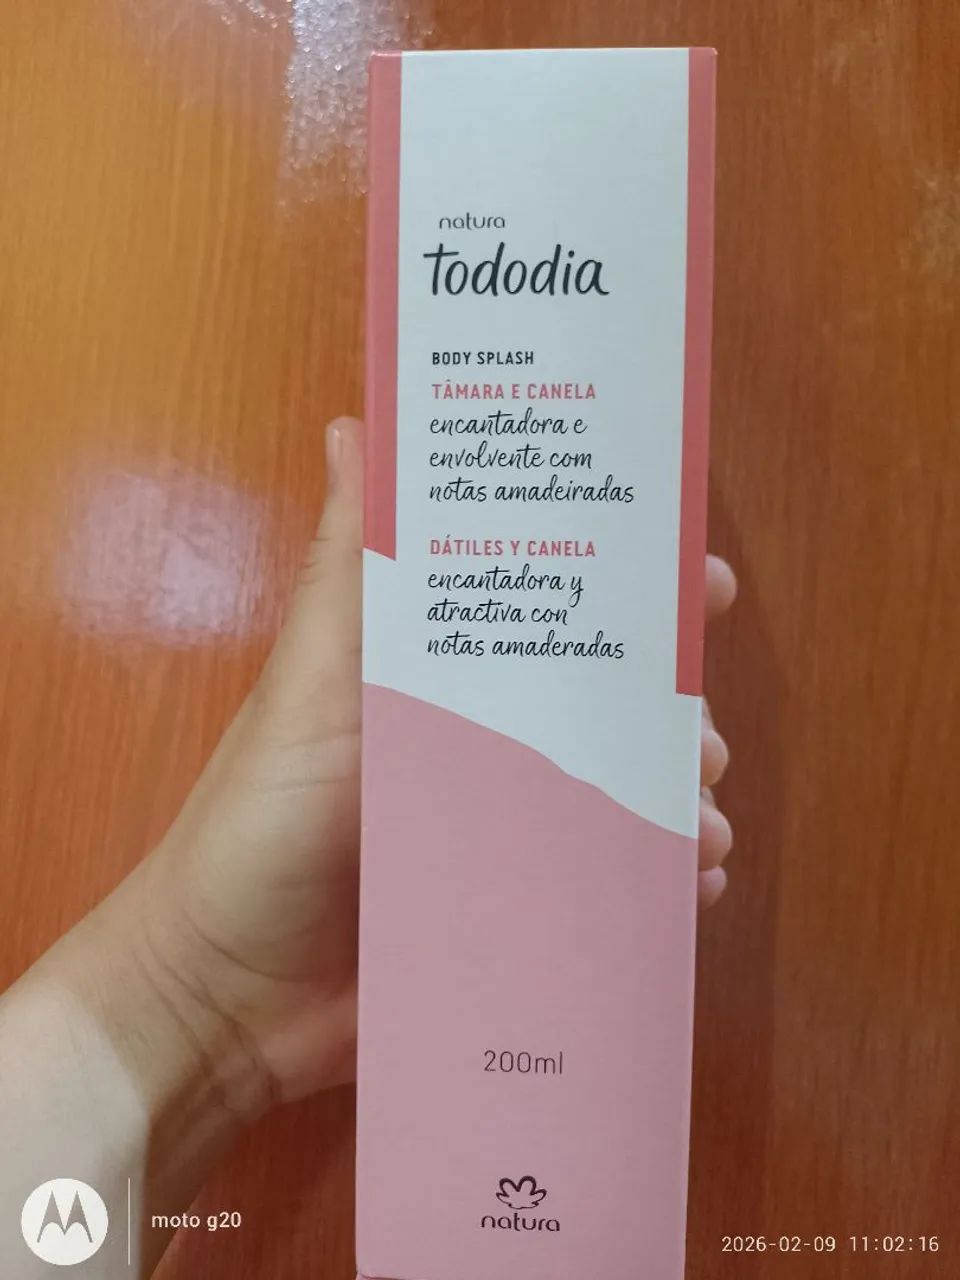 natura
tododia
BODY SPLASH
TÂMARA E CANELA
encantadora e
envolvente com
notas amadeiradas
DÁTILES Y CANELA
encantadora y
atractiva con
notas amaderadas
200ml
natura
moto g20
2026-02-09 11:02:16